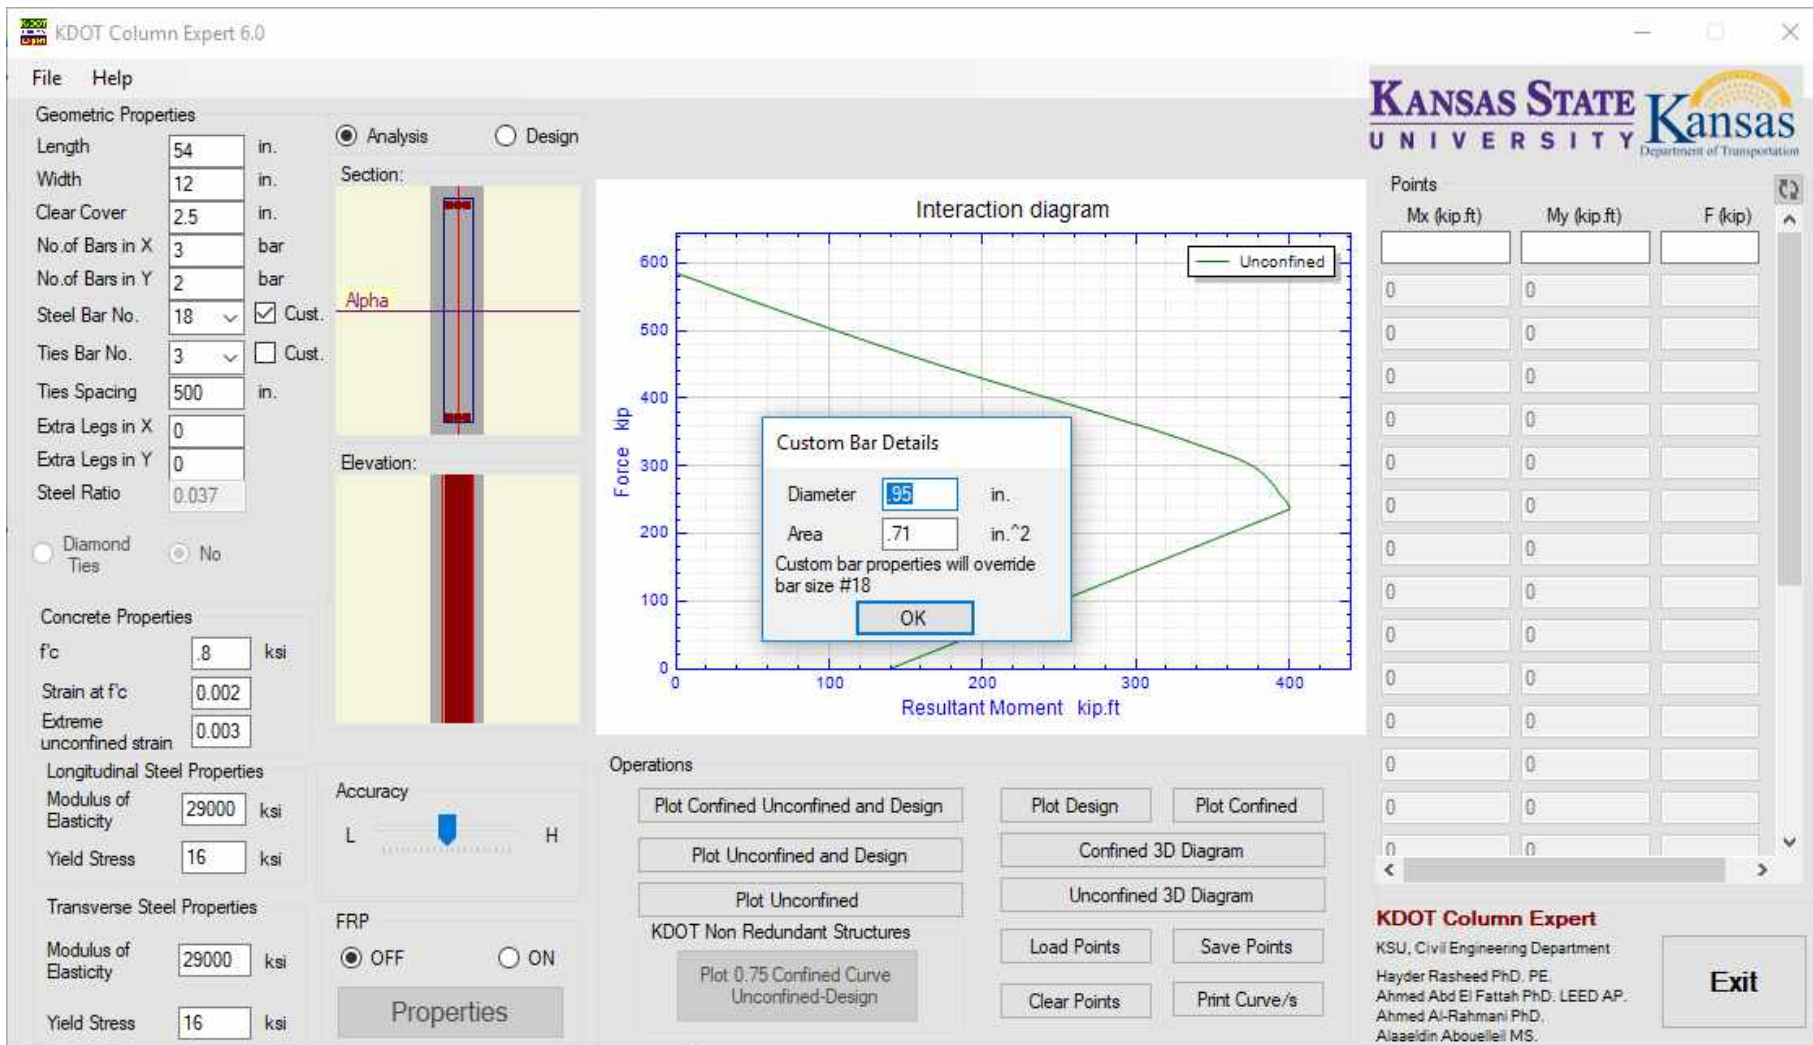 KDOT Column Expert 6.0
File Help
KANSAS STATE
UNIVERSITY
Kansas
Department of Transportation
Geometric Properties
Length 54 in.
Width 12 in.
Clear Cover 2.5 in.
No.of Bars in X 3 bar
No.of Bars in Y 2 bar
Steel Bar No. 18 Cust.
Ties Bar No. 3 Cust.
Ties Spacing 500 in.
Extra Legs in X 0
Extra Legs in Y 0
Steel Ratio 0.037
Diamond
Ties
No
Concrete Properties
f'c .8 ksi
Strain at f'c 0.002
Extreme
unconfined strain 0.003
Longitudinal Steel Properties
Modulus of
Elasticity 29000 ksi
Yield Stress 16 ksi
Transverse Steel Properties
Modulus of
Elasticity 29000 ksi
Yield Stress 16 ksi
Analysis Design
Section:
Alpha
Elevation:
Accuracy
L H
FRP
OFF ON
Properties
Interaction diagram
Unconfined
600
500
400
300
200
100
0
Force kip
0 100 200 300 400
Resultant Moment kip.ft
Custom Bar Details
Diameter .95 in.
Area .71 in.^2
Custom bar properties will override
bar size #18
OK
Operations
Plot Confined Unconfined and Design
Plot Unconfined and Design
Plot Unconfined
KDOT Non Redundant Structures
Plot 0.75 Confined Curve
Unconfined-Design
Plot Design Plot Confined
Confined 3D Diagram
Unconfined 3D Diagram
Load Points Save Points
Clear Points Print Curve/s
Points
Mx (kip.ft) My (kip.ft) F (kip)
0 0
0 0
0 0
0 0
0 0
0 0
0 0
0 0
0 0
0 0
0 0
0 0
0 0
0 0
KDOT Column Expert
KSU, Civil Engineering Department
Hayder Rasheed PhD. PE.
Ahmed Abd El Fattah PhD. LEED AP.
Ahmed Al-Rahmani PhD.
Alaaeldin Abouelleil MS.
Exit